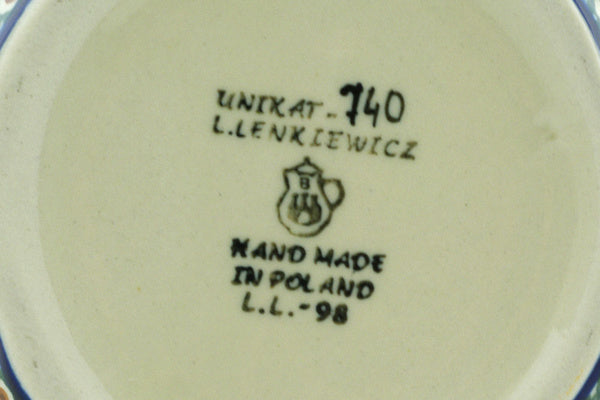 UNIKAT-740
L.LENKIEWICZ
B
HAND MADE
IN POLAND
L.L.-98